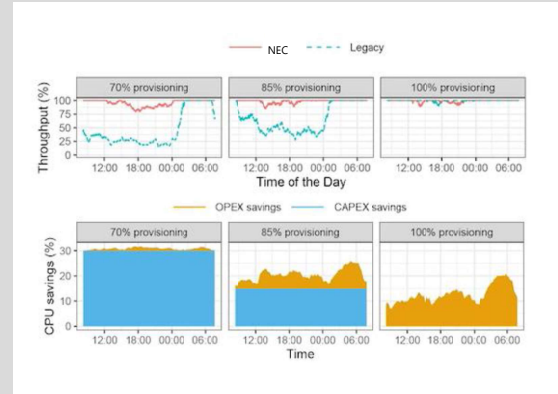 NEC Legacy
70% provisioning 85% provisioning 100% provisioning
Throughput (%)
100
75
50
25
0
12:00 18:00 00:00 06:00 12:00 18:00 00:00 06:00 12:00 18:00 00:00 06:00
Time of the Day
OPEX savings CAPEX savings
70% provisioning 85% provisioning 100% provisioning
CPU savings (%)
30
20
10
0
12:00 18:00 00:00 06:00 12:00 18:00 00:00 06:00 12:00 18:00 00:00 06:00
Time